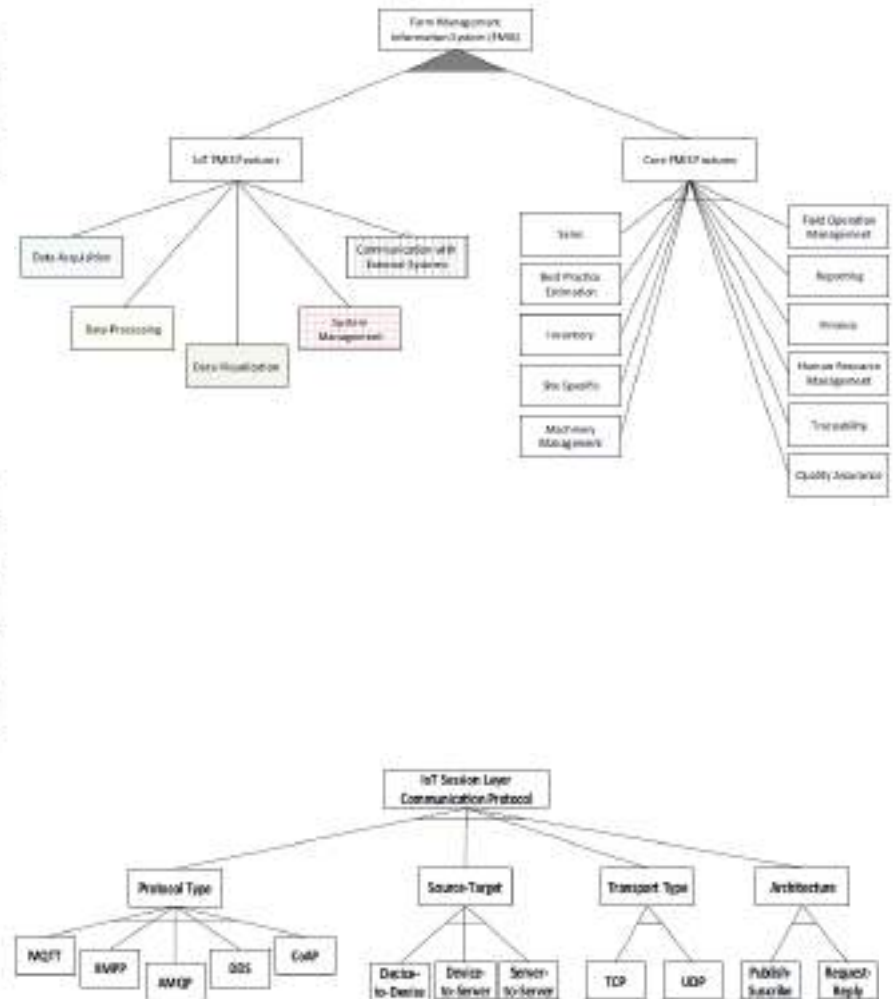 Farm Management
Information System (FMIS)
IoT FMIS Features
Core FMIS Features
Data Acquisition
Communication with
External Systems
Data Processing
System
Management
Data Visualization
Sales
Best Practice
Estimation
Inventory
Site Specific
Machinery
Management
Field Operation
Management
Reporting
Finance
Human Resource
Management
Traceability
Quality Assurance
IoT Session Layer
Communication Protocol
Protocol Type
Source-Target
Transport Type
Architecture
MQTT
XMPP
AMQP
DDS
CoAP
Device-
to-Device
Device-
to-Server
Server-
to-Server
TCP
UDP
Publish-
Suscribe
Request-
Reply